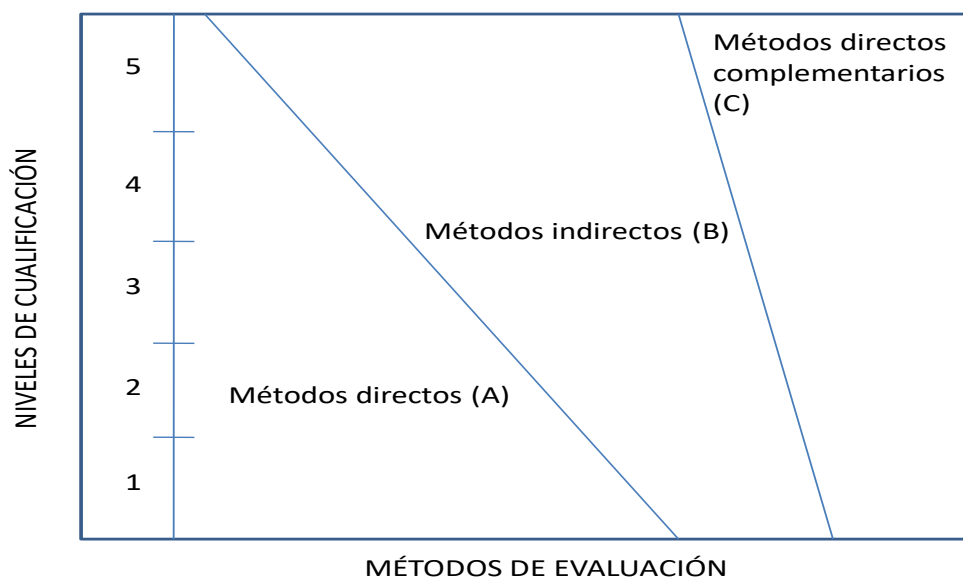 NIVELES DE CUALIFICACIÓN
5
4
3
2
1
Métodos directos
complementarios
(C)
Métodos indirectos (B)
Métodos directos (A)
MÉTODOS DE EVALUACIÓN